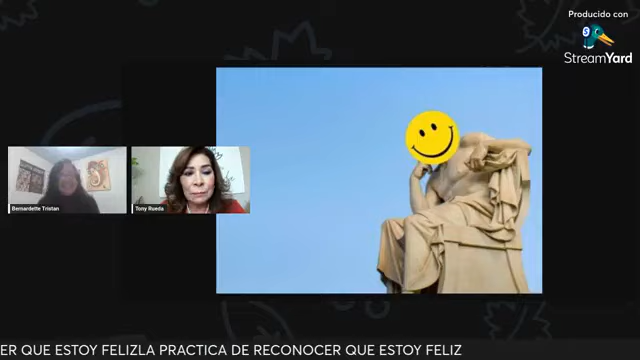 Producido con
StreamYard
Bernardette Tristan
Tony Rueda
ER QUE ESTOY FELIZLA PRACTICA DE RECONOCER QUE ESTOY FELIZ